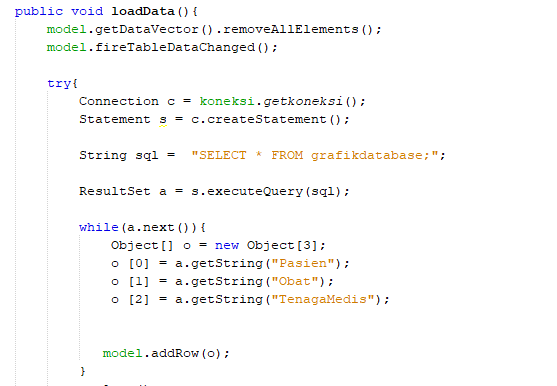 public void loadData(){
model.getDataVector().removeAllElements();
model.fireTableDataChanged();
try{
Connection c = koneksi.getkoneksi();
Statement s = c.createStatement();
String sql =  "SELECT * FROM grafikdatabase;";
ResultSet a = s.executeQuery(sql);
while(a.next()){
Object[] o = new Object[3];
o [0] = a.getString("Pasien");
o [1] = a.getString("Obat");
o [2] = a.getString("TenagaMedis");
model.addRow(o);
}